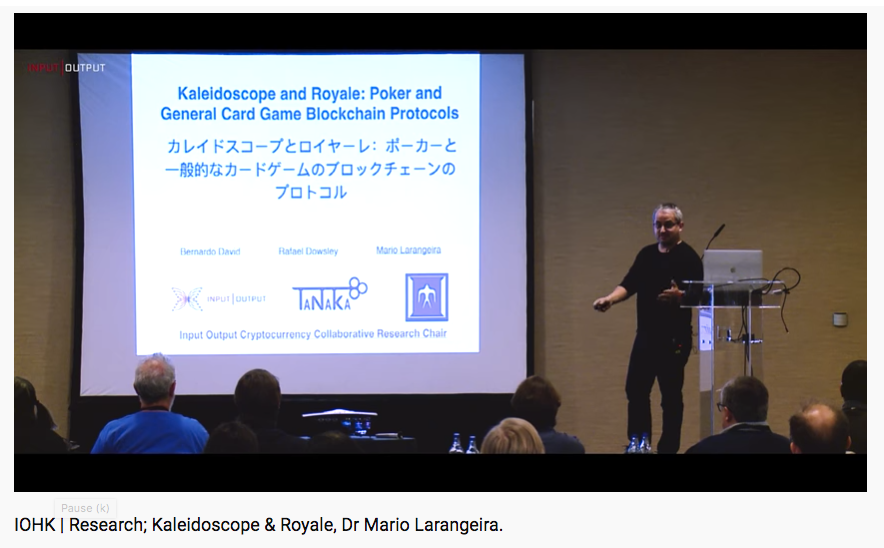 INPUT|OUTPUT
Kaleidoscope and Royale: Poker and
General Card Game Blockchain Protocols
カレイドスコープとロイヤーレ: ポーカーと
一般的なカードゲームのブロックチェーンの
プロトコル
Bernardo David Rafael Dowsley Mario Larangeira
INPUT|OUTPUT TANAKA
Input Output Cryptocurrency Collaborative Research Chair
Pause (k)
IOHK | Research; Kaleidoscope & Royale, Dr Mario Larangeira.